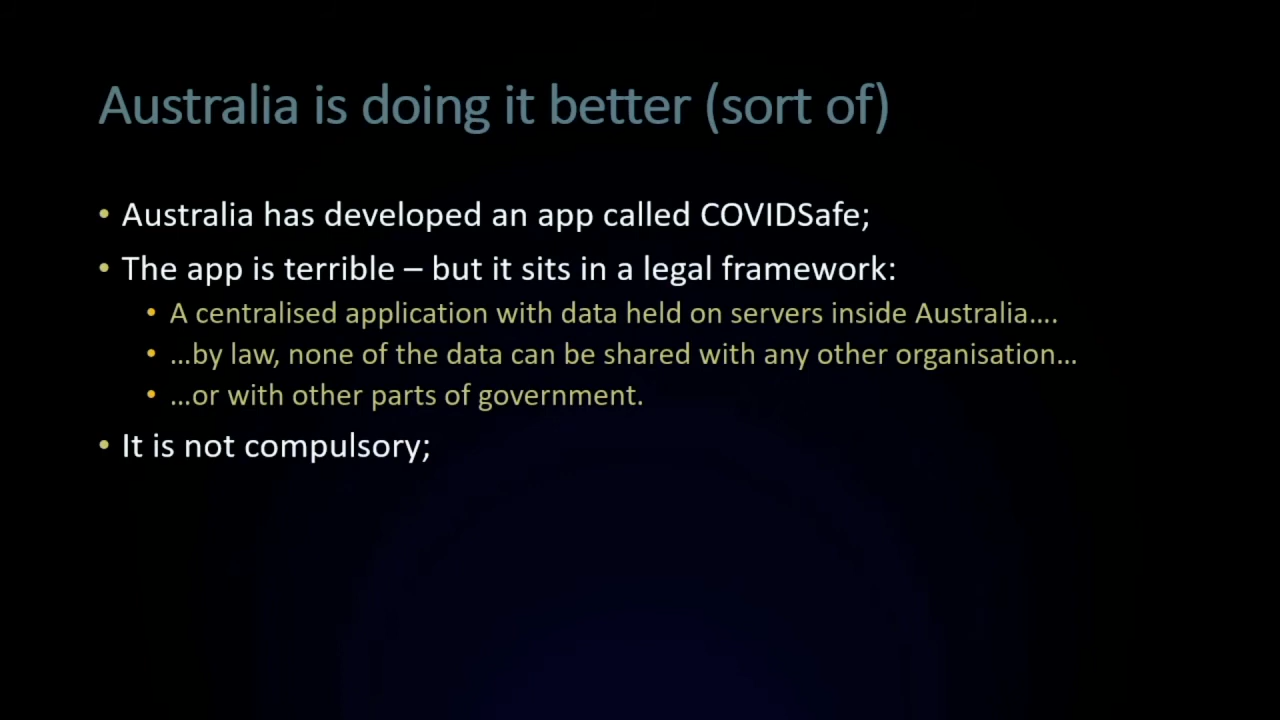 Australia is doing it better (sort of)
• Australia has developed an app called COVIDSafe;
• The app is terrible – but it sits in a legal framework:
• A centralised application with data held on servers inside Australia….
• …by law, none of the data can be shared with any other organisation…
• …or with other parts of government.
• It is not compulsory;